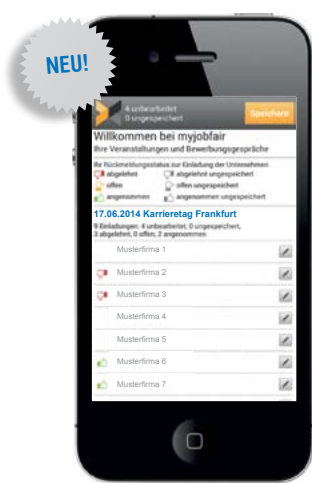 NEU!
4 unbearbeitet
0 ungespeichert
Speichern
Willkommen bei myjobfair
Ihre Veranstaltungen und Bewerbungsgespräche
Ihr Rückmeldungsstatus zur Einladung der Unternehmen
abgelehnt abgelehnt ungespeichert
offen offen ungespeichert
angenommen angenommen ungespeichert
17.06.2014 Karrieretag Frankfurt
9 Einladungen: 4 unbearbeitet, 0 ungespeichert,
3 abgelehnt, 0 offen, 2 angenommen
Musterfirma 1
Musterfirma 2
Musterfirma 3
Musterfirma 4
Musterfirma 5
Musterfirma 6
Musterfirma 7